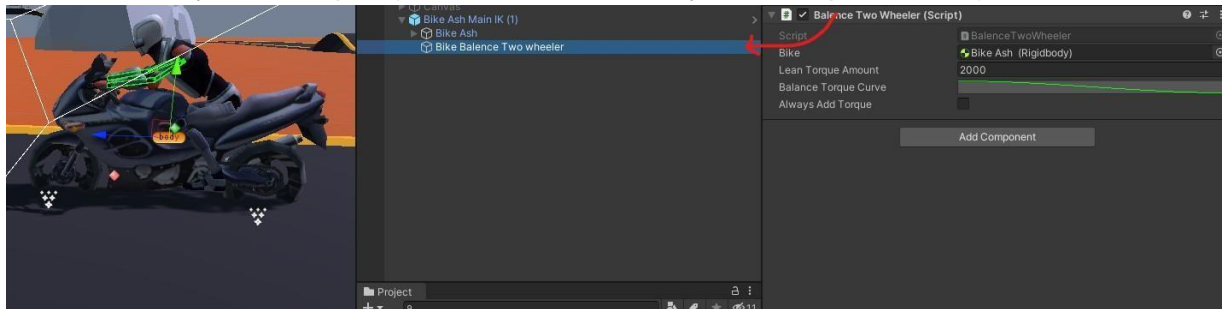 Canvas
Bike Ash Main IK (1)
Bike Ash
Bike Balence Two wheeler
Project
11
body
# Balence Two Wheeler (Script)
Script BalenceTwoWheeler
Bike Bike Ash (Rigidbody)
Lean Torque Amount 2000
Balance Torque Curve
Always Add Torque
Add Component